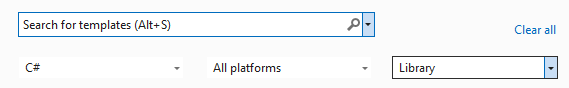 Search for templates (Alt+S)
Clear all
C#
All platforms
Library